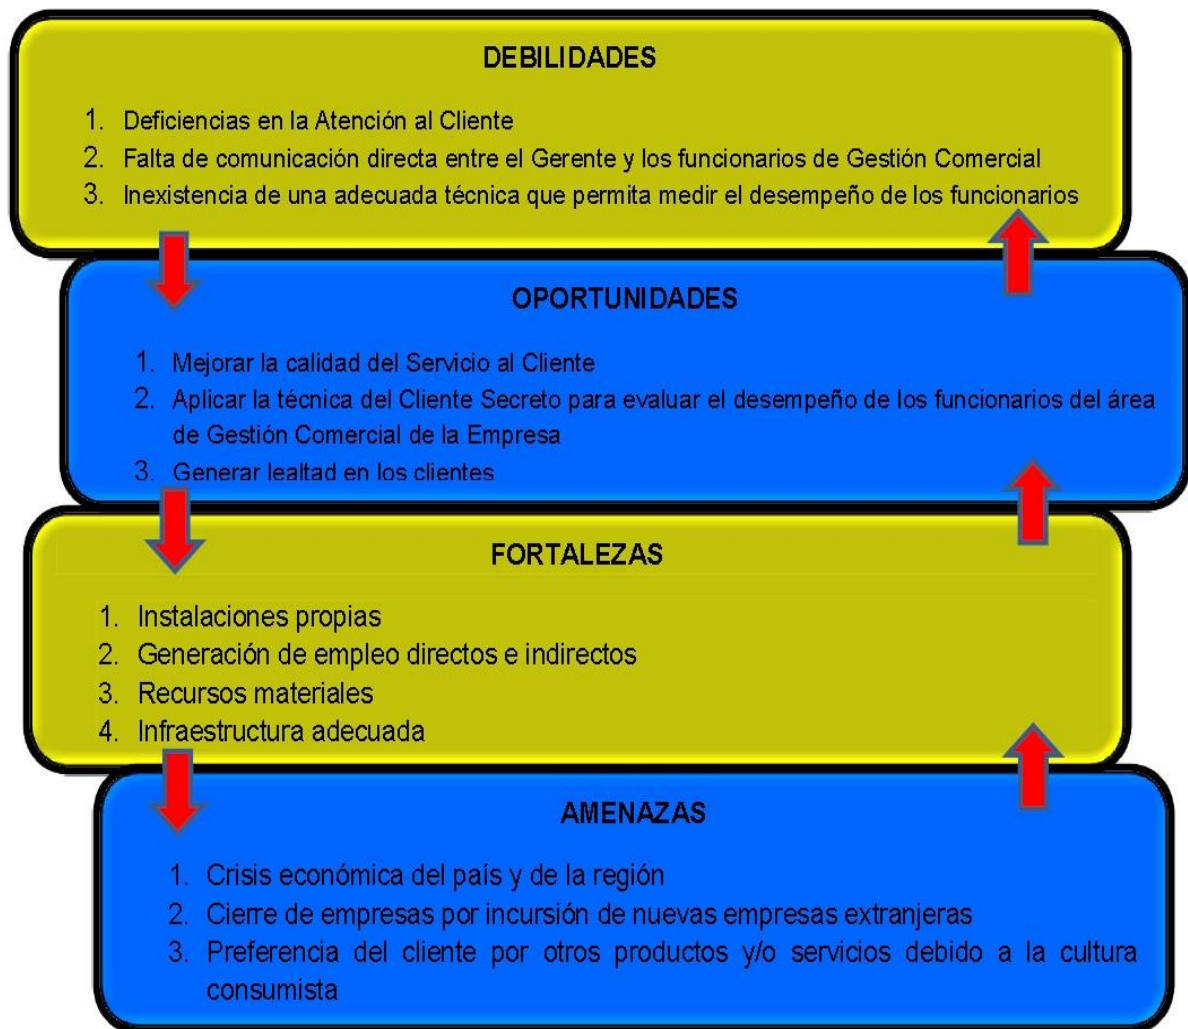 DEBILIDADES
1. Deficiencias en la Atención al Cliente
2. Falta de comunicación directa entre el Gerente y los funcionarios de Gestión Comercial
3. Inexistencia de una adecuada técnica que permita medir el desempeño de los funcionarios
OPORTUNIDADES
1. Mejorar la calidad del Servicio al Cliente
2. Aplicar la técnica del Cliente Secreto para evaluar el desempeño de los funcionarios del área
de Gestión Comercial de la Empresa
3. Generar lealtad en los clientes
FORTALEZAS
1. Instalaciones propias
2. Generación de empleo directos e indirectos
3. Recursos materiales
4. Infraestructura adecuada
AMENAZAS
1. Crisis económica del país y de la región
2. Cierre de empresas por incursión de nuevas empresas extranjeras
3. Preferencia del cliente por otros productos y/o servicios debido a la cultura
consumista